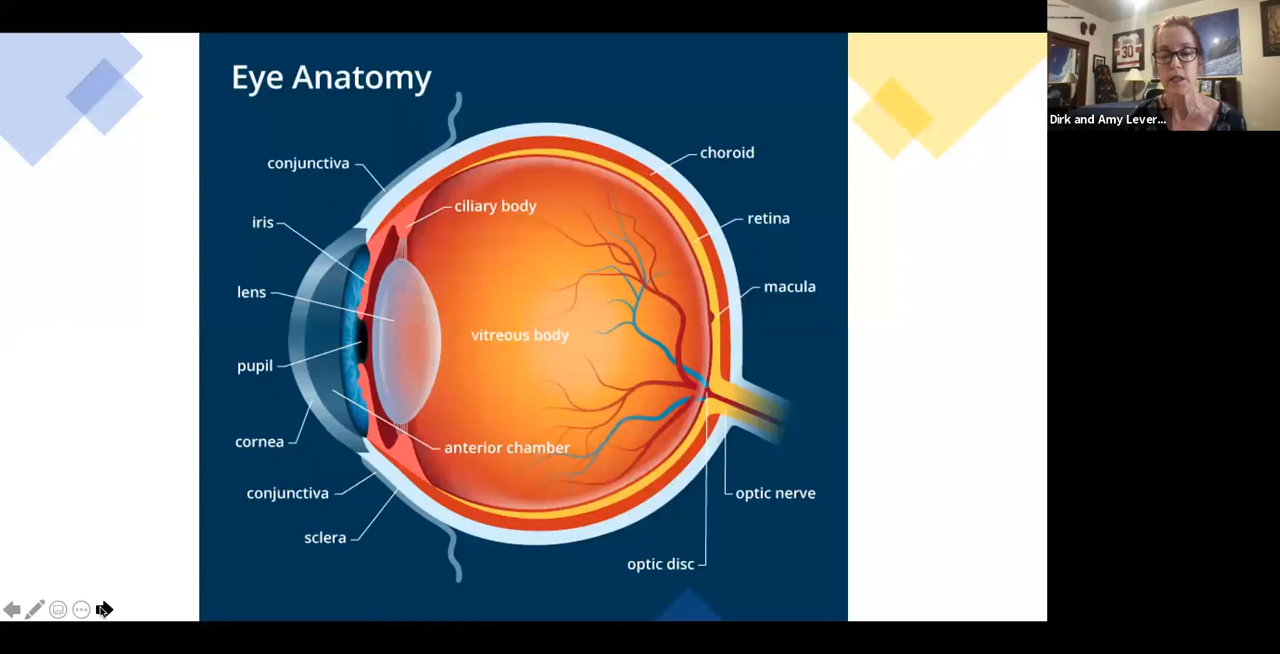 Eye Anatomy
conjunctiva
choroid
iris
ciliary body
retina
lens
macula
vitreous body
pupil
cornea
anterior chamber
conjunctiva
optic nerve
sclera
optic disc
30
Dirk and Amy Lever...